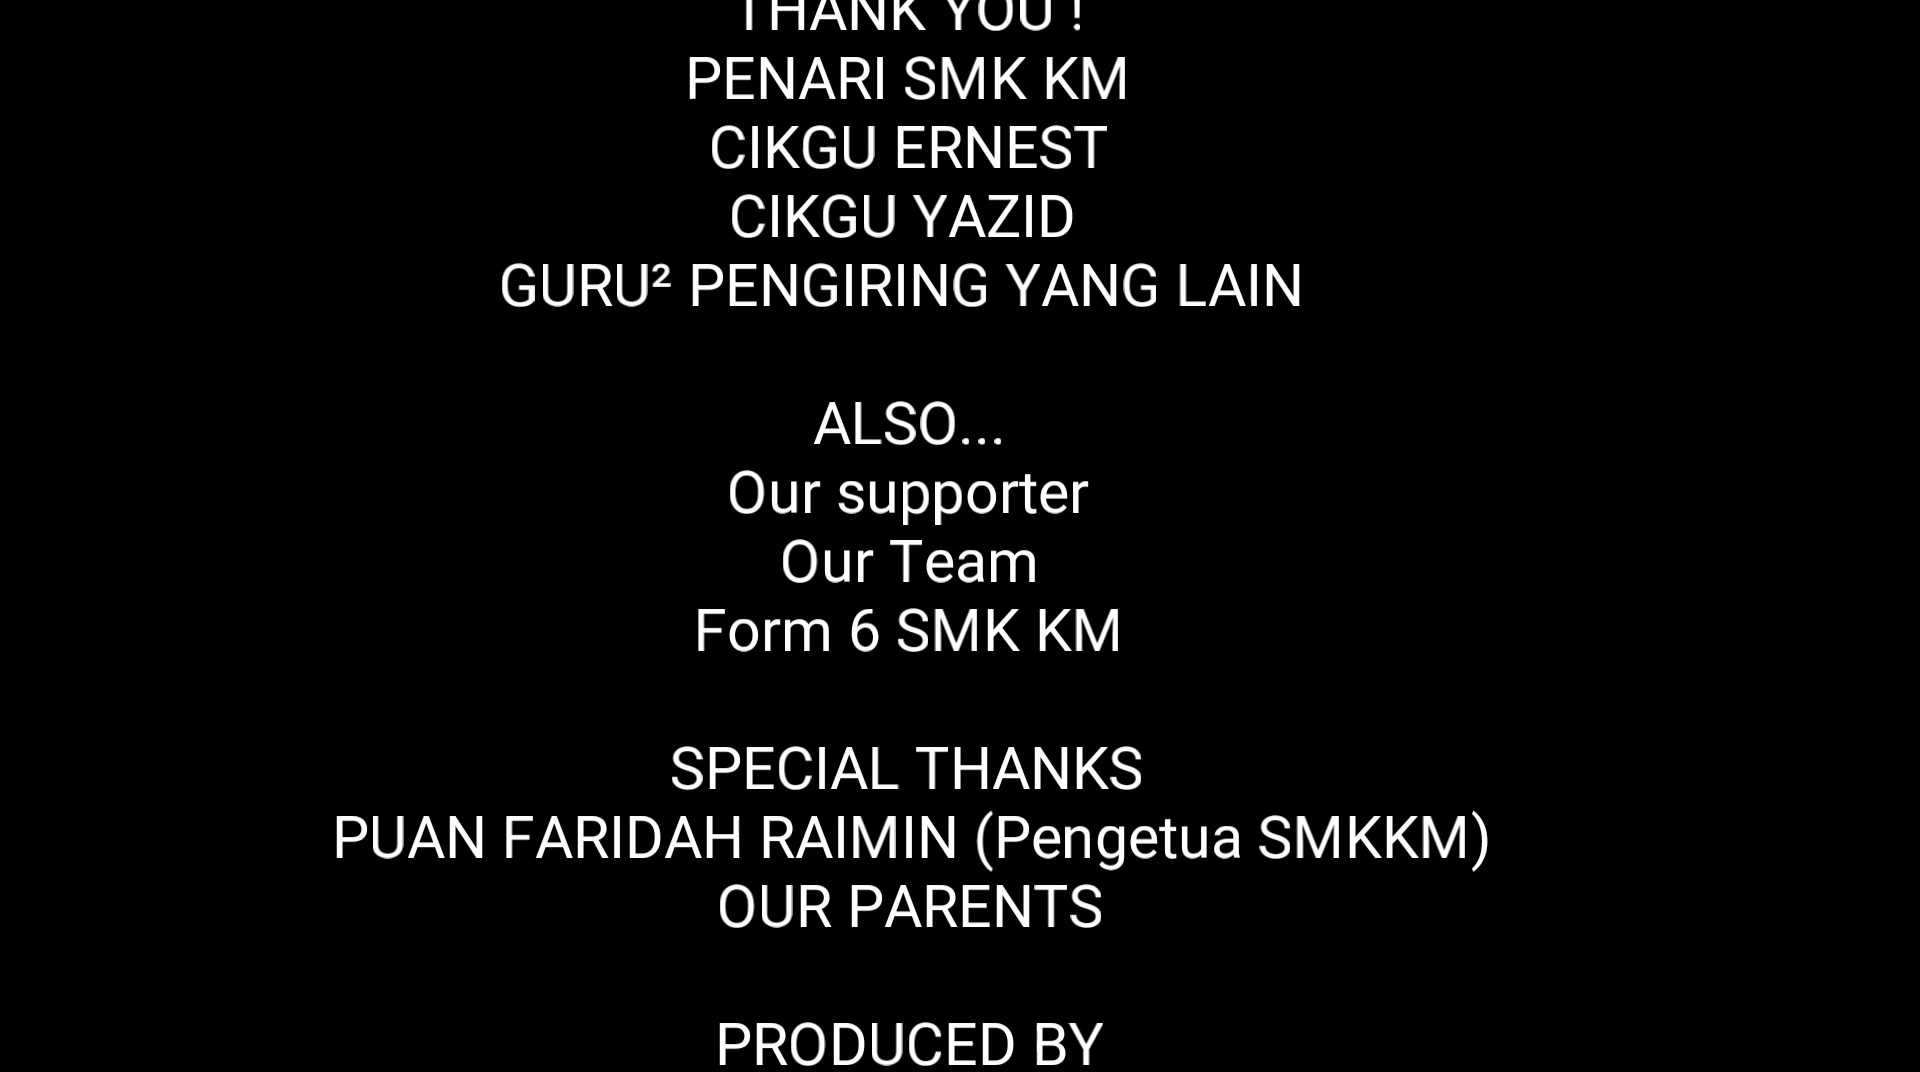 THANK YOU !
PENARI SMK KM
CIKGU ERNEST
CIKGU YAZID
GURU² PENGIRING YANG LAIN
ALSO...
Our supporter
Our Team
Form 6 SMK KM
SPECIAL THANKS
PUAN FARIDAH RAIMIN (Pengetua SMKKM)
OUR PARENTS
PRODUCED BY